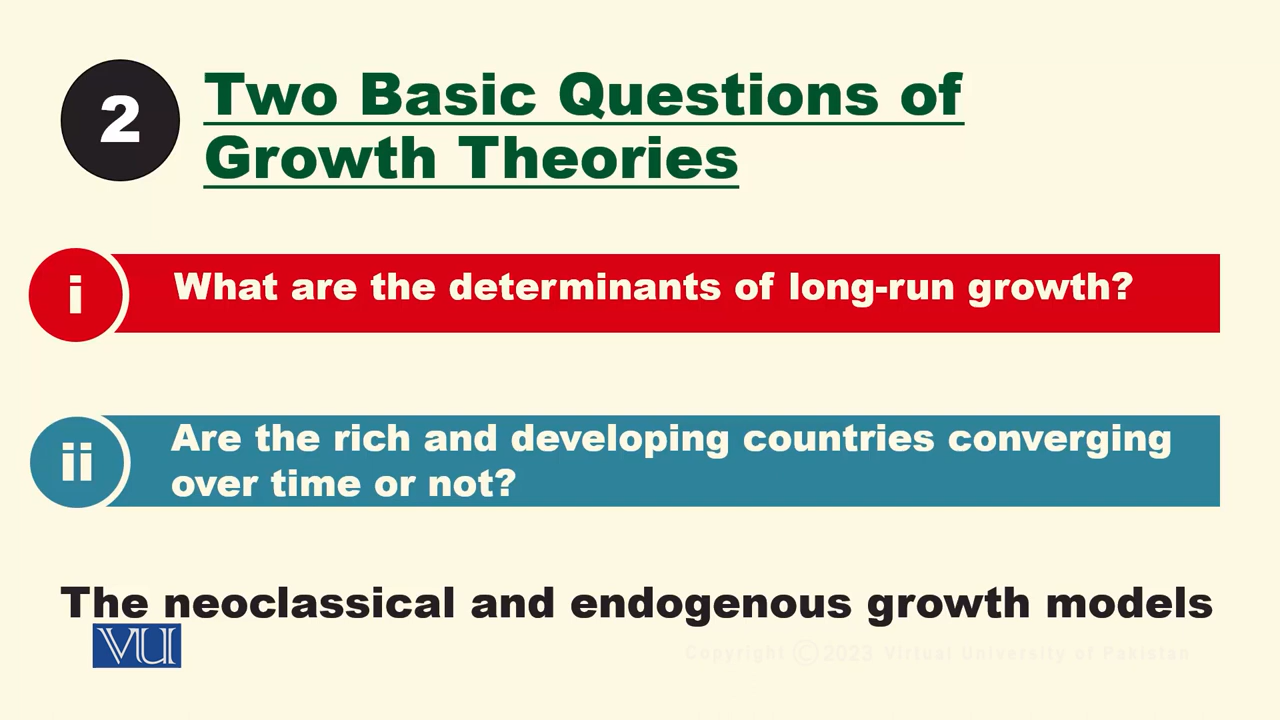 2
Two Basic Questions of
Growth Theories
i
What are the determinants of long-run growth?
ii
Are the rich and developing countries converging
over time or not?
The neoclassical and endogenous growth models
VU
Copyright ©2023 Virtual University of Pakistan